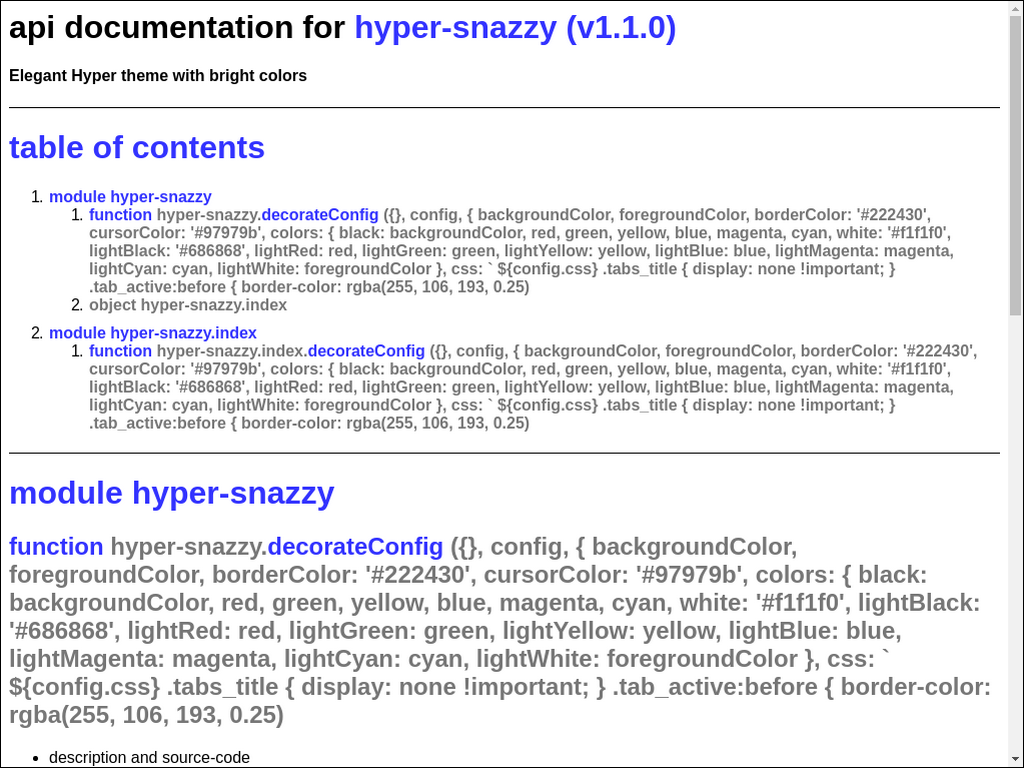 api documentation for hyper-snazzy (v1.1.0)
Elegant Hyper theme with bright colors
table of contents
1. module hyper-snazzy
1. function hyper-snazzy.decorateConfig ({}, config, { backgroundColor, foregroundColor, borderColor: '#222430',
cursorColor: '#97979b', colors: { black: backgroundColor, red, green, yellow, blue, magenta, cyan, white: '#f1f1f0',
lightBlack: '#686868', lightRed: red, lightGreen: green, lightYellow: yellow, lightBlue: blue, lightMagenta: magenta,
lightCyan: cyan, lightWhite: foregroundColor }, css: ` ${config.css} .tabs_title { display: none !important; }
.tab_active:before { border-color: rgba(255, 106, 193, 0.25)
2. object hyper-snazzy.index
2. module hyper-snazzy.index
1. function hyper-snazzy.index.decorateConfig ({}, config, { backgroundColor, foregroundColor, borderColor: '#222430',
cursorColor: '#97979b', colors: { black: backgroundColor, red, green, yellow, blue, magenta, cyan, white: '#f1f1f0',
lightBlack: '#686868', lightRed: red, lightGreen: green, lightYellow: yellow, lightBlue: blue, lightMagenta: magenta,
lightCyan: cyan, lightWhite: foregroundColor }, css: ` ${config.css} .tabs_title { display: none !important; }
.tab_active:before { border-color: rgba(255, 106, 193, 0.25)
module hyper-snazzy
function hyper-snazzy.decorateConfig ({}, config, { backgroundColor,
foregroundColor, borderColor: '#222430', cursorColor: '#97979b', colors: { black:
backgroundColor, red, green, yellow, blue, magenta, cyan, white: '#f1f1f0', lightBlack:
'#686868', lightRed: red, lightGreen: green, lightYellow: yellow, lightBlue: blue,
lightMagenta: magenta, lightCyan: cyan, lightWhite: foregroundColor }, css: `
${config.css} .tabs_title { display: none !important; } .tab_active:before { border-color:
rgba(255, 106, 193, 0.25)
• description and source-code